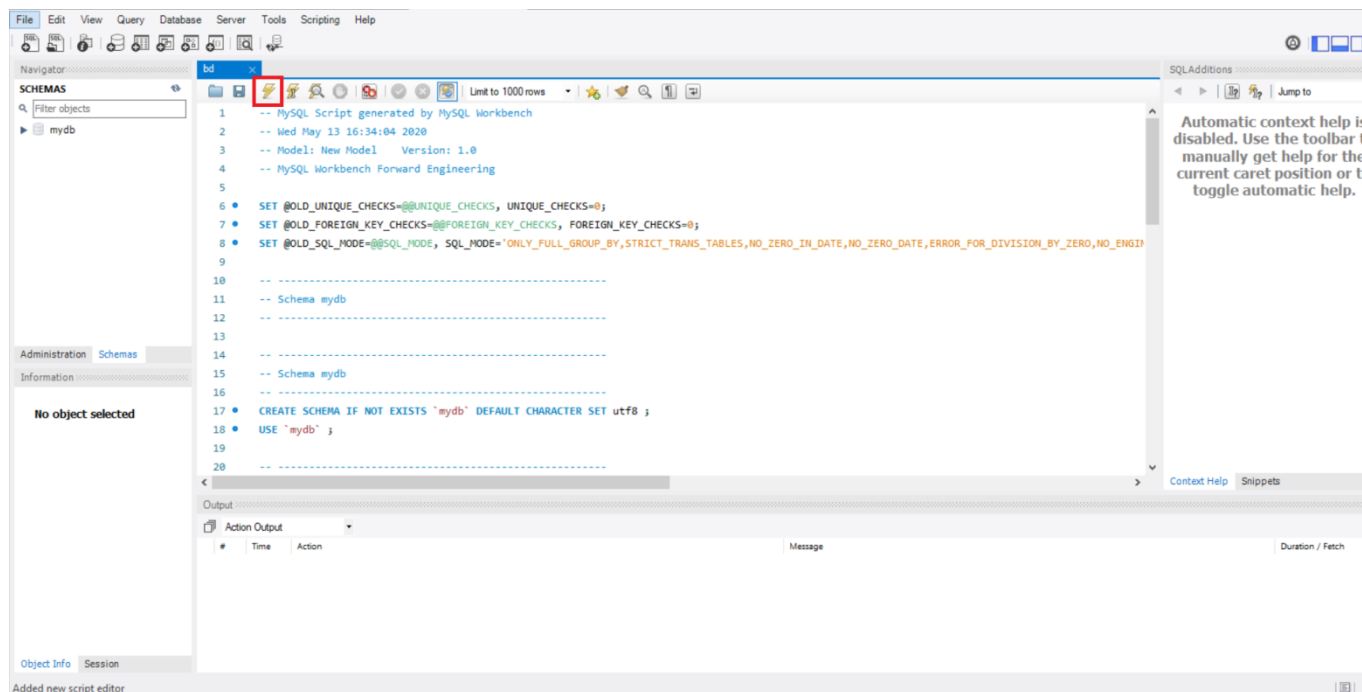 File Edit View Query Database Server Tools Scripting Help
Navigator
SCHEMAS
Filter objects
mydb
Administration Schemas
Information
No object selected
Object Info Session
Added new script editor
bd
Limit to 1000 rows
1 -- MySQL Script generated by MySQL Workbench
2 -- Wed May 13 16:34:04 2020
3 -- Model: New Model Version: 1.0
4 -- MySQL Workbench Forward Engineering
5
6 SET @OLD_UNIQUE_CHECKS=@@UNIQUE_CHECKS, UNIQUE_CHECKS=0;
7 SET @OLD_FOREIGN_KEY_CHECKS=@@FOREIGN_KEY_CHECKS, FOREIGN_KEY_CHECKS=0;
8 SET @OLD_SQL_MODE=@@SQL_MODE, SQL_MODE='ONLY_FULL_GROUP_BY,STRICT_TRANS_TABLES,NO_ZERO_IN_DATE,NO_ZERO_DATE,ERROR_FOR_DIVISION_BY_ZERO,NO_ENGIN
9
10 -- -----------------------------------------------------
11 -- Schema mydb
12 -- -----------------------------------------------------
13
14 -- -----------------------------------------------------
15 -- Schema mydb
16 -- -----------------------------------------------------
17 CREATE SCHEMA IF NOT EXISTS `mydb` DEFAULT CHARACTER SET utf8 ;
18 USE `mydb` ;
19
20 -- -----------------------------------------------------
Output
Action Output
# Time Action Message Duration / Fetch
SQLAdditions
Jump to
Automatic context help is
disabled. Use the toolbar t
manually get help for the
current caret position or t
toggle automatic help.
Context Help Snippets